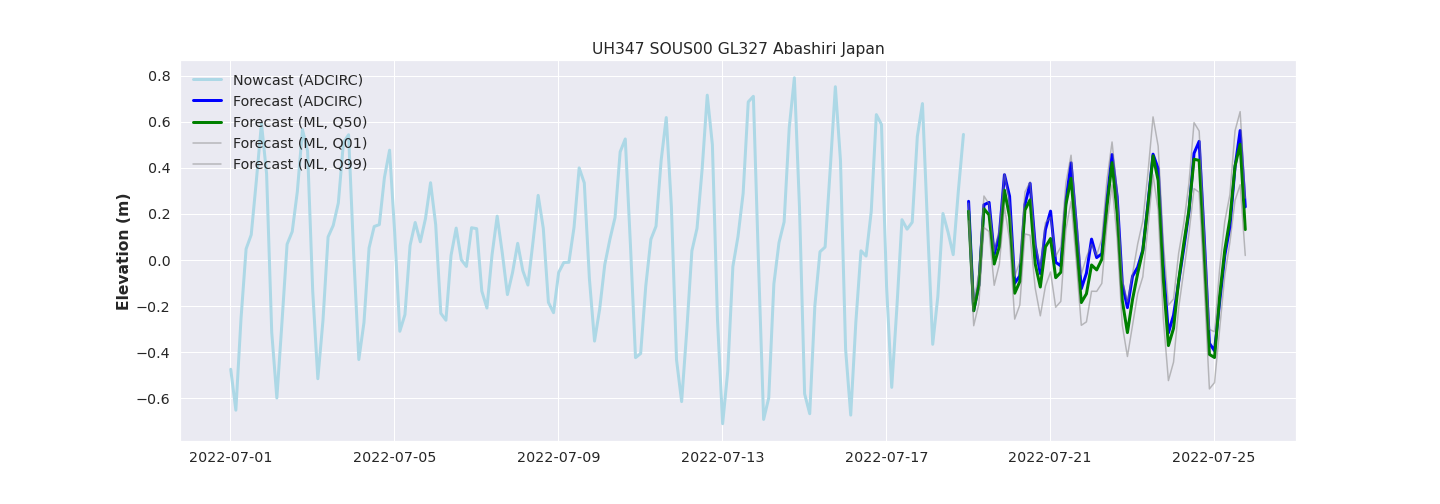 UH347 SOUS00 GL327 Abashiri Japan
Nowcast (ADCIRC)
Forecast (ADCIRC)
Forecast (ML, Q50)
Forecast (ML, Q01)
Forecast (ML, Q99)
Elevation (m)
0.8
0.6
0.4
0.2
0.0
−0.2
−0.4
−0.6
2022-07-01
2022-07-05
2022-07-09
2022-07-13
2022-07-17
2022-07-21
2022-07-25